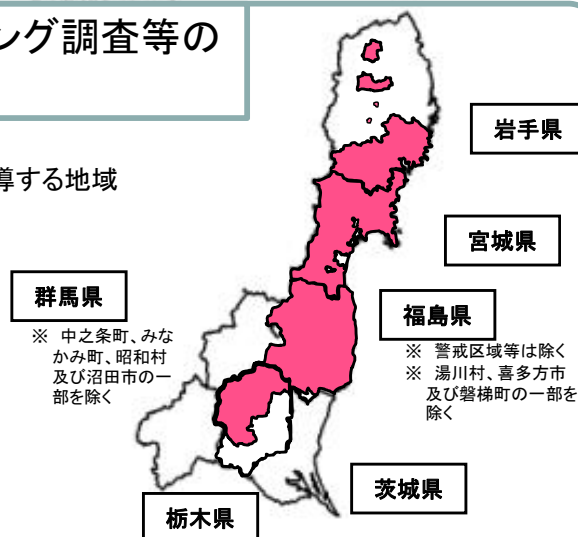 ング調査等の
導する地域
岩手県
宮城県
群馬県
※ 中之条町、みな
かみ町、昭和村
及び沼田市の一
部を除く
福島県
※ 警戒区域等は除く
※ 湯川村、喜多方市
及び磐梯町の一部を
除く
茨城県
栃木県